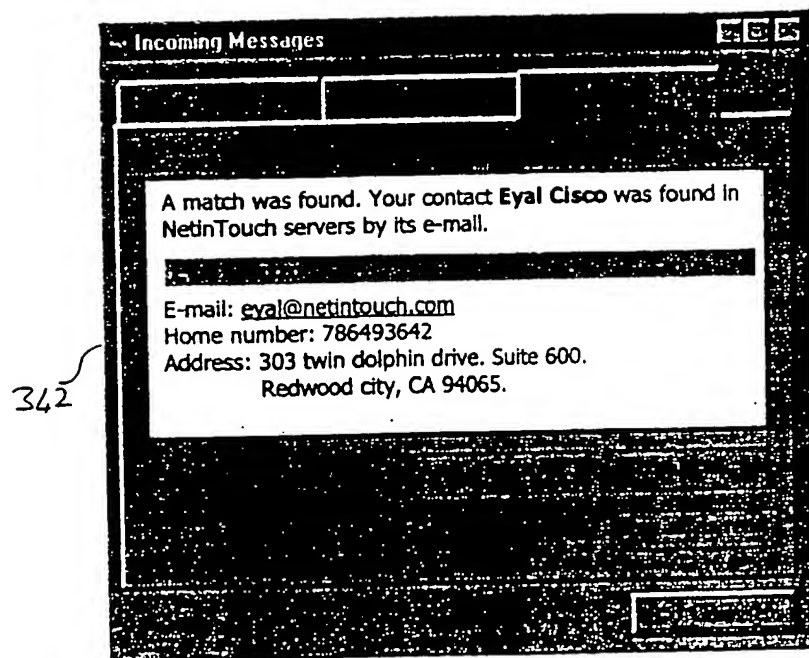 Incoming Messages
A match was found. Your contact Eyal Cisco was found in
NetinTouch servers by its e-mail.
E-mail: eyal@netintouch.com
Home number: 786493642
Address: 303 twin dolphin drive. Suite 600.
Redwood city, CA 94065.
342